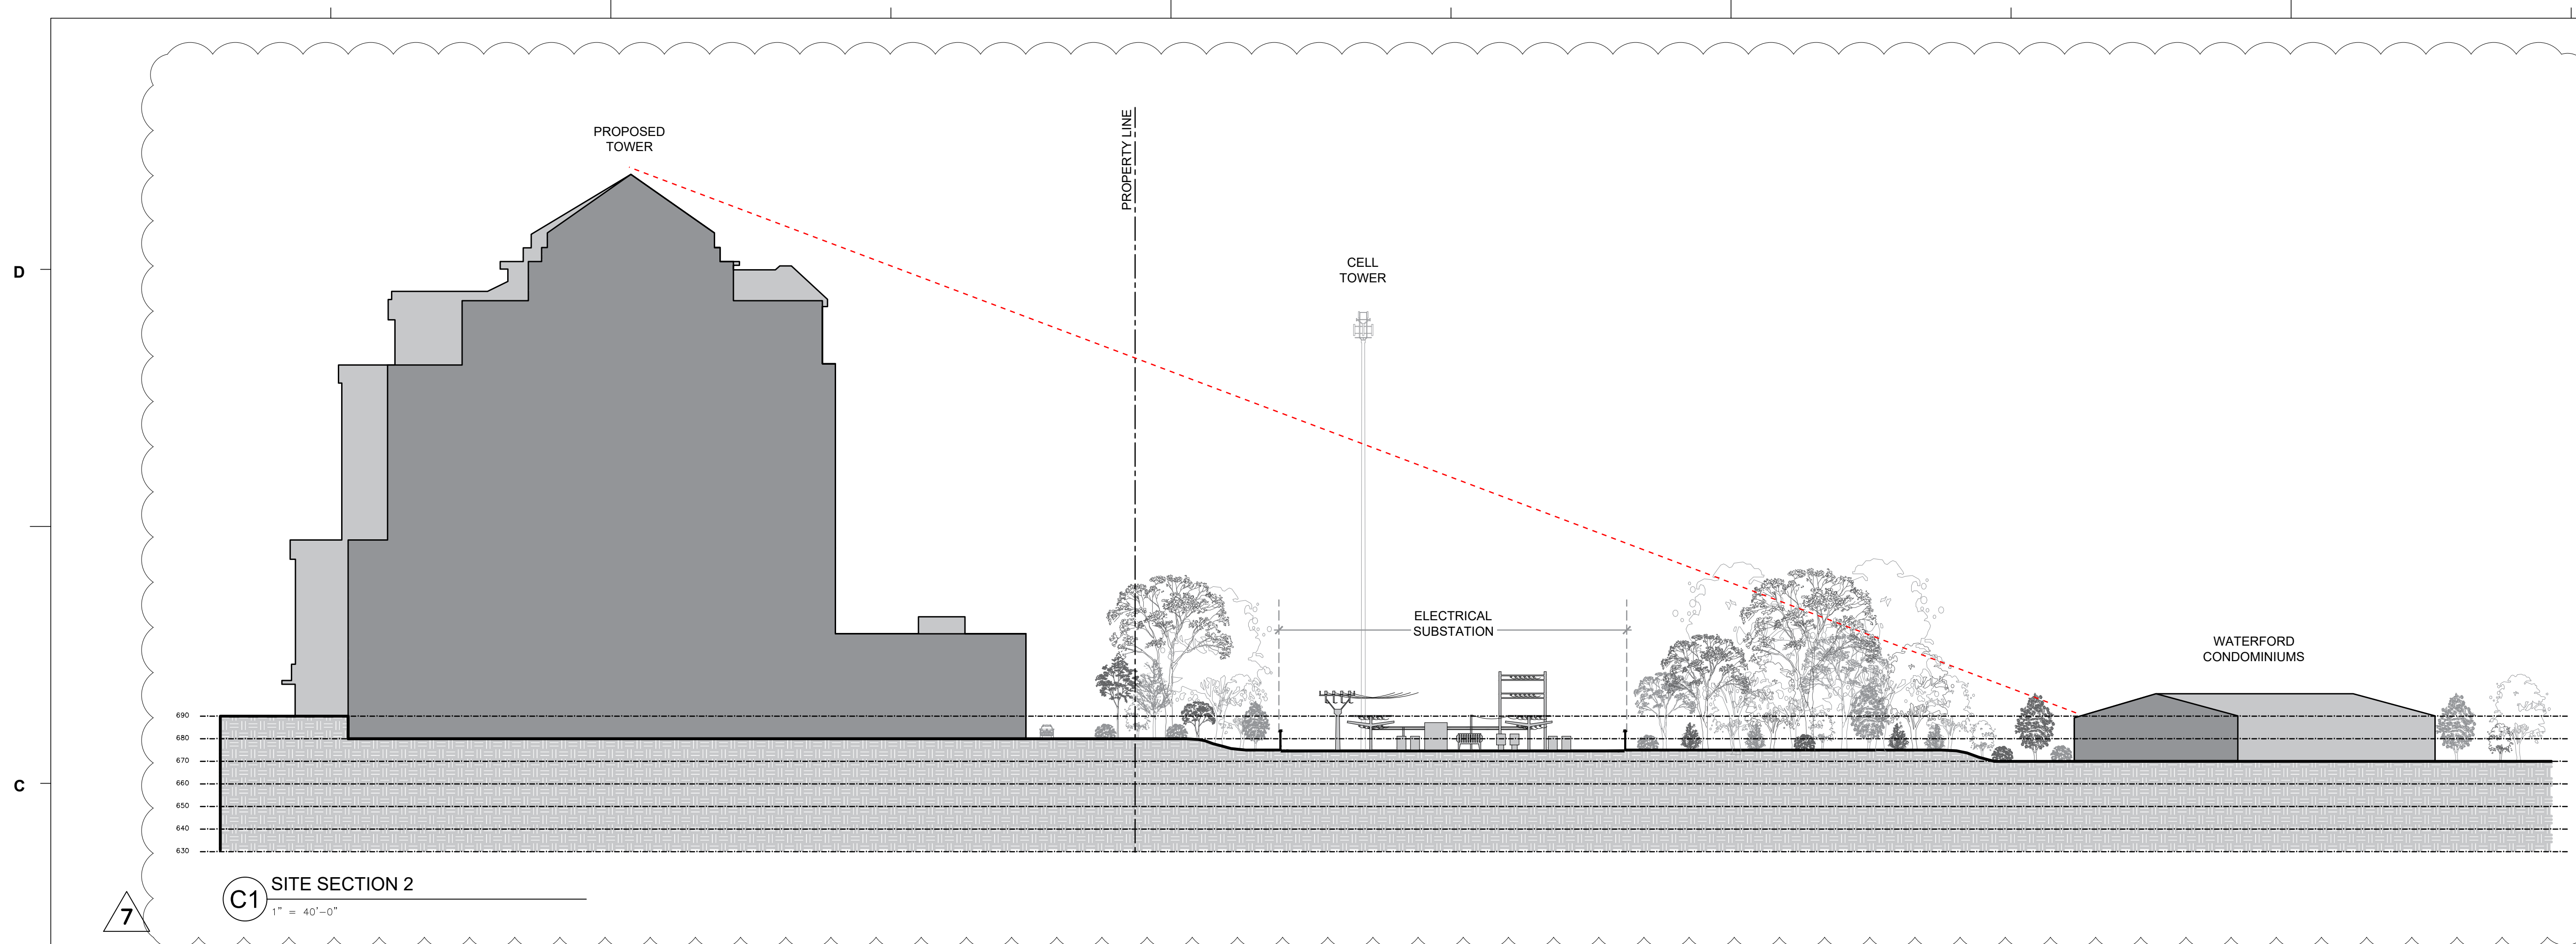 PROPOSED
TOWER
PROPERTY LINE
CELL
TOWER
D
ELECTRICAL
SUBSTATION
WATERFORD
CONDOMINIUMS
690
680
670
660
650
640
630
C
C1
SITE SECTION 2
1" = 40'-0"
7